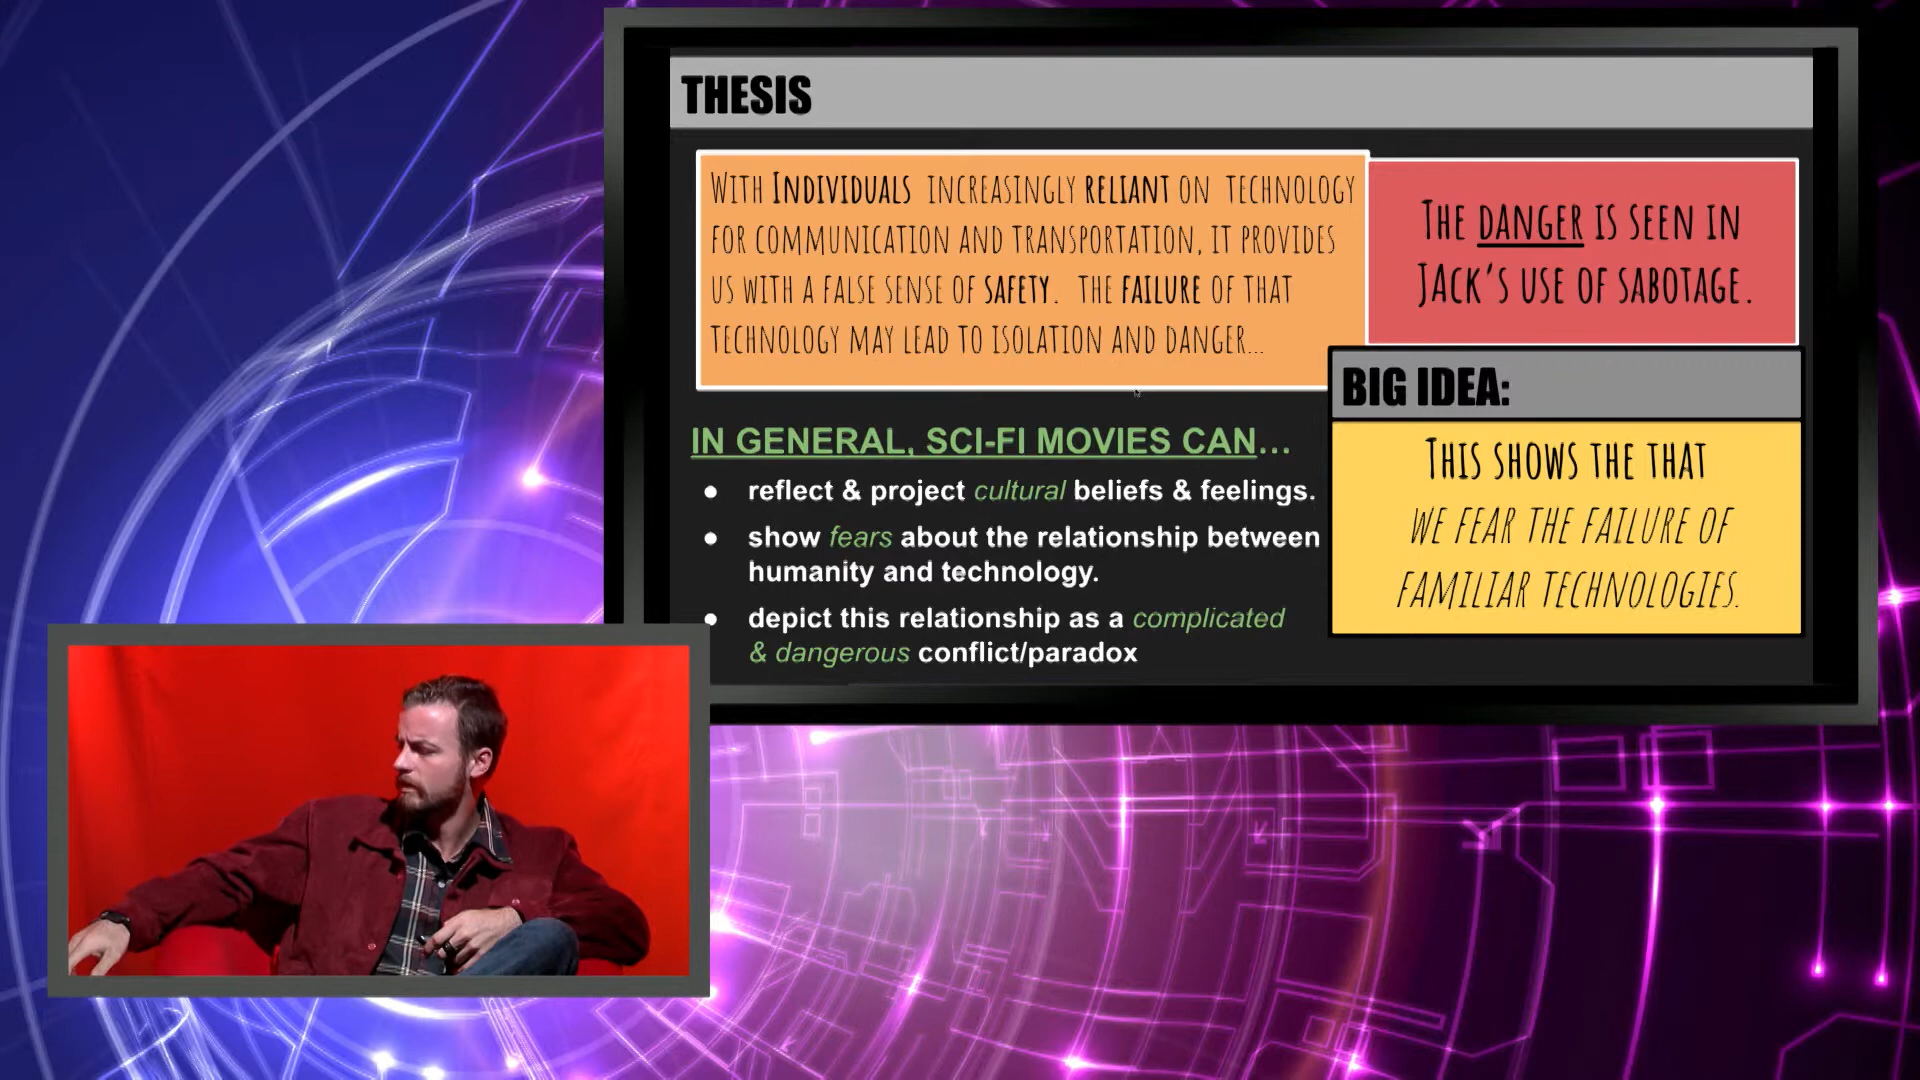 THESIS
WITH INDIVIDUALS INCREASINGLY RELIANT ON TECHNOLOGY
FOR COMMUNICATION AND TRANSPORTATION, IT PROVIDES
US WITH A FALSE SENSE OF SAFETY. THE FAILURE OF THAT
TECHNOLOGY MAY LEAD TO ISOLATION AND DANGER...
THE DANGER IS SEEN IN
JACK'S USE OF SABOTAGE.
BIG IDEA:
THIS SHOWS THE THAT
WE FEAR THE FAILURE OF
FAMILIAR TECHNOLOGIES.
IN GENERAL, SCI-FI MOVIES CAN...
● reflect & project cultural beliefs & feelings.
● show fears about the relationship between
humanity and technology.
● depict this relationship as a complicated
& dangerous conflict/paradox